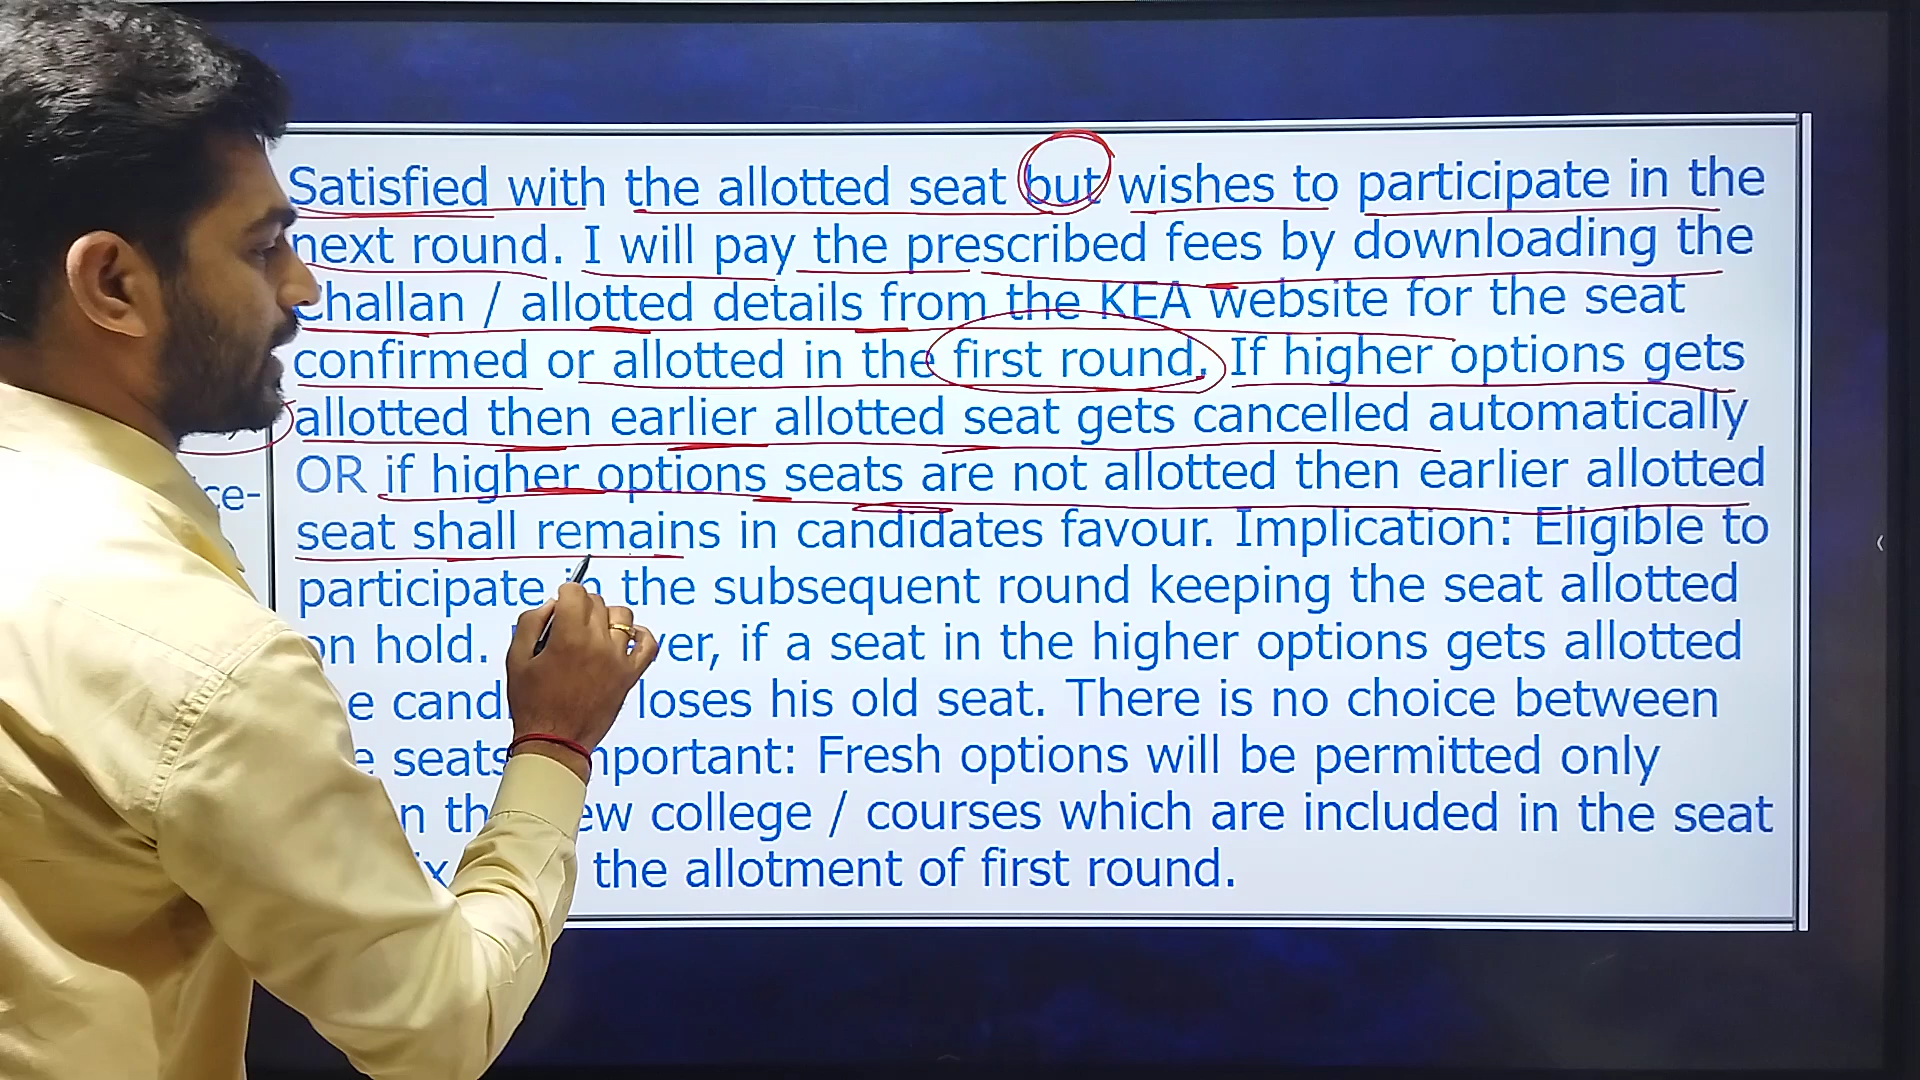 Satisfied with the allotted seat but wishes to participate in the
next round. I will pay the prescribed fees by downloading the
challan / allotted details from the KEA website for the seat
confirmed or allotted in the first round. If higher options gets
allotted then earlier allotted seat gets cancelled automatically
OR if higher options seats are not allotted then earlier allotted
ce-
seat shall remains in candidates favour. Implication: Eligible to
participate in the subsequent round keeping the seat allotted
on hold. if a seat in the higher options gets allotted
loses his old seat. There is no choice between
seats Important: Fresh options will be permitted only
college / courses which are included in the seat
the allotment of first round.